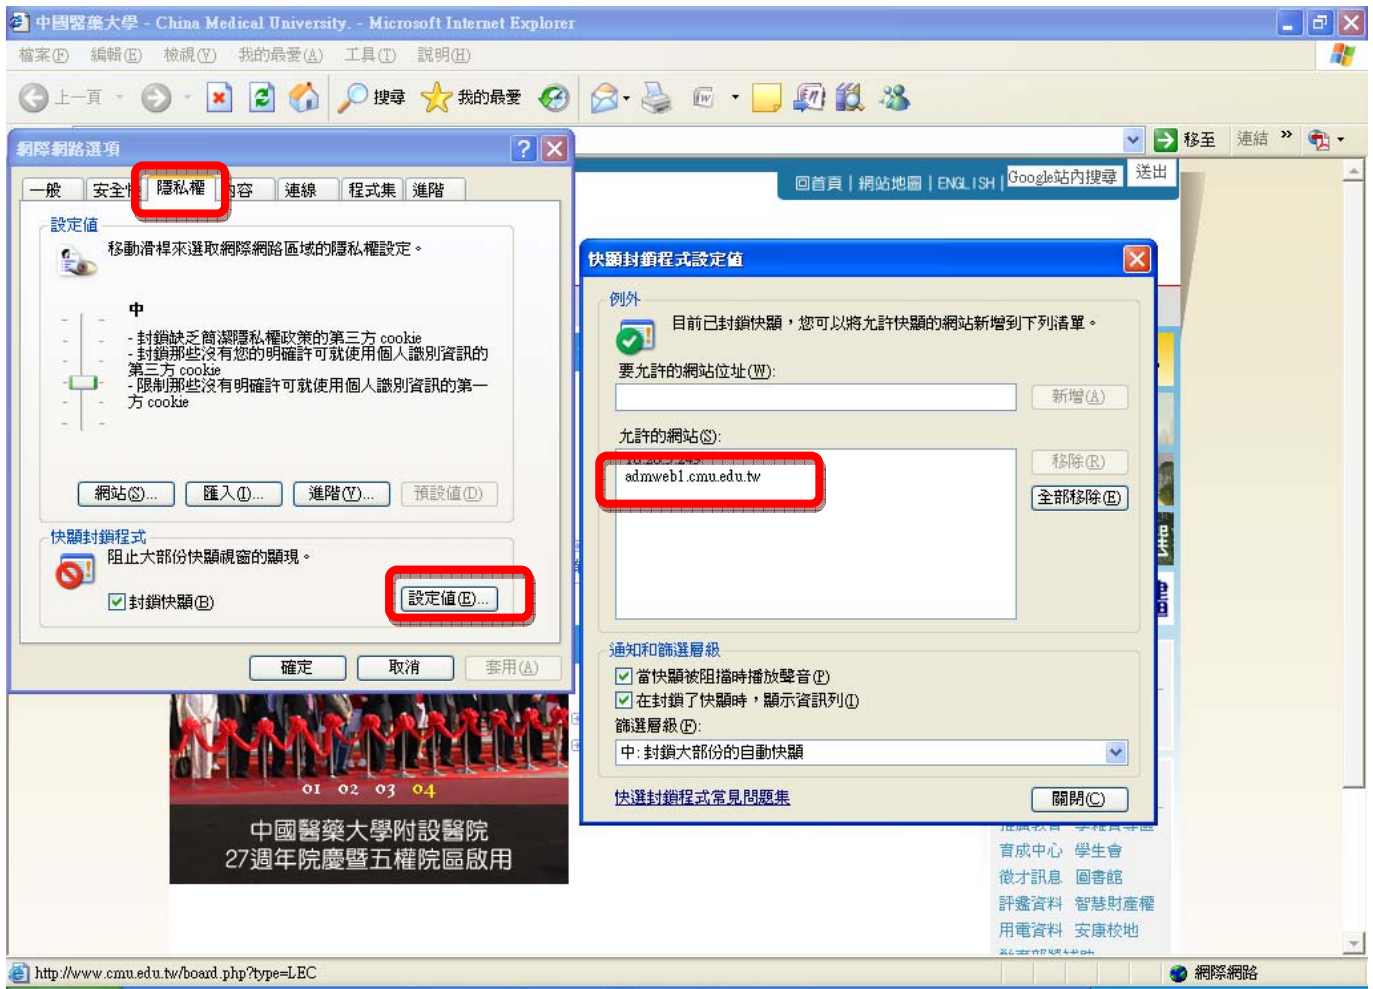 中國醫藥大學 - China Medical University. - Microsoft Internet Explorer
檔案(F) 編輯(E) 檢視(V) 我的最愛(A) 工具(T) 說明(H)
上一頁 搜尋 我的最愛
移至 連結 »
網際網路選項
一般 隱私權 內容 連線 程式集 進階
設定值
移動滑桿來選取網際網路區域的隱私權設定。
中
- 封鎖缺乏簡潔隱私權政策的第三方 cookie
- 封鎖那些沒有您的明確許可就使用個人識別資訊的
第三方 cookie
- 限制那些沒有明確許可就使用個人識別資訊的第一
方 cookie
網站(S)... 匯入(I)... 進階(V)... 預設值(D)
快顯封鎖程式
阻止大部份快顯視窗的顯現。
封鎖快顯(B) 設定值(E)...
確定 取消 套用(A)
回首頁 | 網站地圖 | ENGLISH | Google站內搜尋 送出
快顯封鎖程式設定值
例外
目前已封鎖快顯，您可以將允許快顯的網站新增到下列清單。
要允許的網站位址(W):
新增(A)
允許的網站(S):
admweb1.cmu.edu.tw
移除(R)
全部移除(E)
通知和篩選層級
當快顯被阻擋時播放聲音(P)
在封鎖了快顯時，顯示資訊列(I)
篩選層級(F):
中: 封鎖大部份的自動快顯
快選封鎖程式常見問題集
關閉(C)
01 02 03 04
中國醫藥大學附設醫院
27週年院慶暨五權院區啟用
育成中心 學生會
徵才訊息 圖書館
評鑑資料 智慧財產權
用電資料 安康校地
http://www.cmu.edu.tw/board.php?type=LEC
網際網路